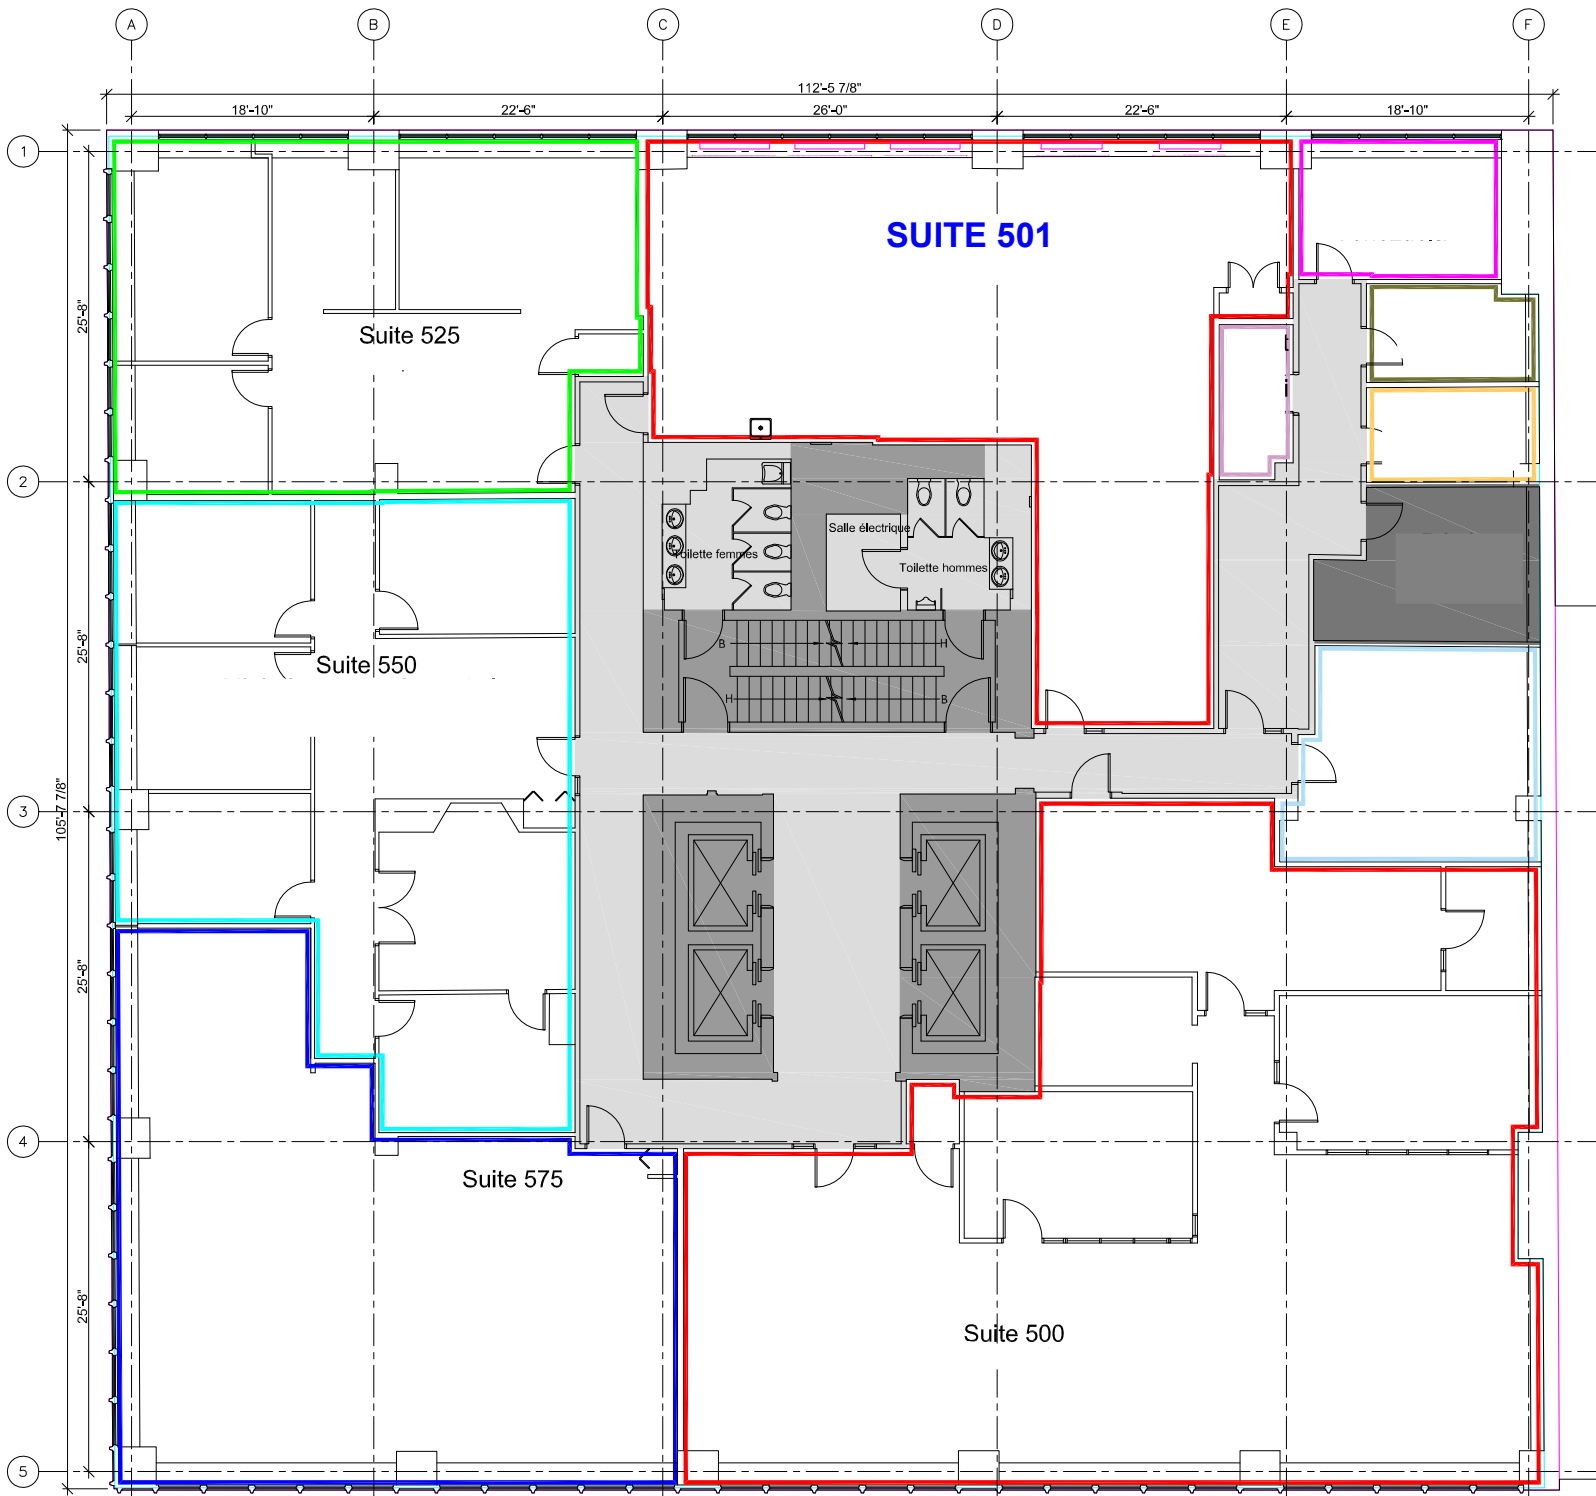 A B C D E F
112'-5 7/8"
18'-10" 22'-6" 26'-0" 22'-6" 18'-10"
1
SUITE 501
25'-8"
Suite 525
2
Salle électrique
Toilette femmes
Toilette hommes
B H
25'-8"
Suite 550
H B
105'-7 7/8"
3
25'-8"
4
Suite 575
25'-8"
Suite 500
5